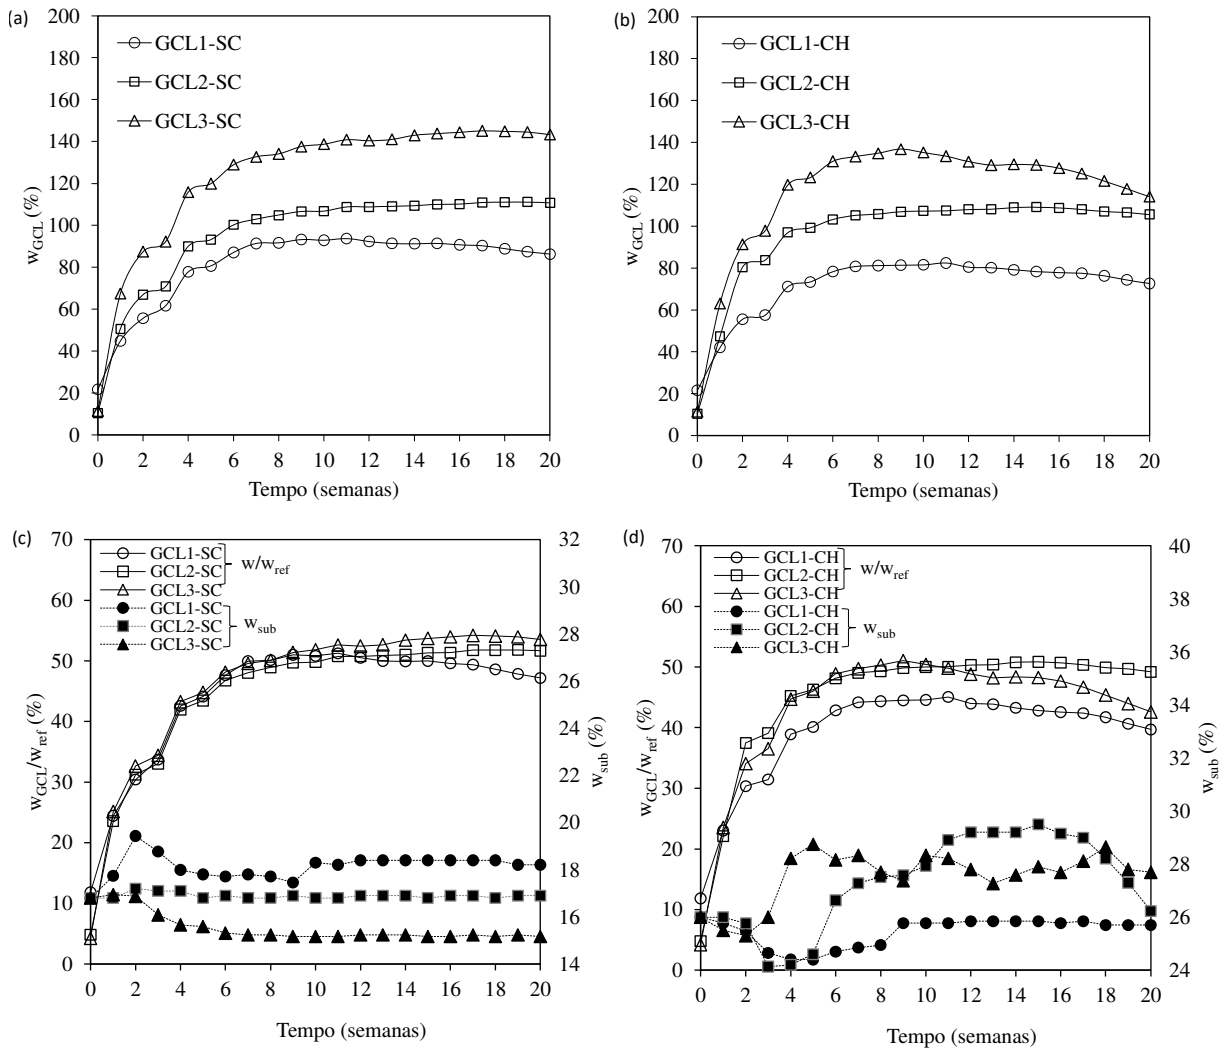 (a)
200
180
160
140
120
100
80
60
40
20
0
w_GCL (%)
GCL1-SC
GCL2-SC
GCL3-SC
0 2 4 6 8 10 12 14 16 18 20
Tempo (semanas)
(b)
200
180
160
140
120
100
80
60
40
20
0
w_GCL (%)
GCL1-CH
GCL2-CH
GCL3-CH
0 2 4 6 8 10 12 14 16 18 20
Tempo (semanas)
(c)
70
60
50
40
30
20
10
0
w_GCL/w_ref (%)
GCL1-SC
GCL2-SC
GCL3-SC
w/w_ref
GCL1-SC
GCL2-SC
GCL3-SC
w_sub
32
30
28
26
24
22
20
18
16
14
w_sub (%)
0 2 4 6 8 10 12 14 16 18 20
Tempo (semanas)
(d)
70
60
50
40
30
20
10
0
w_GCL/w_ref (%)
GCL1-CH
GCL2-CH
GCL3-CH
w/w_ref
GCL1-CH
GCL2-CH
GCL3-CH
w_sub
40
38
36
34
32
30
28
26
24
w_sub (%)
0 2 4 6 8 10 12 14 16 18 20
Tempo (semanas)